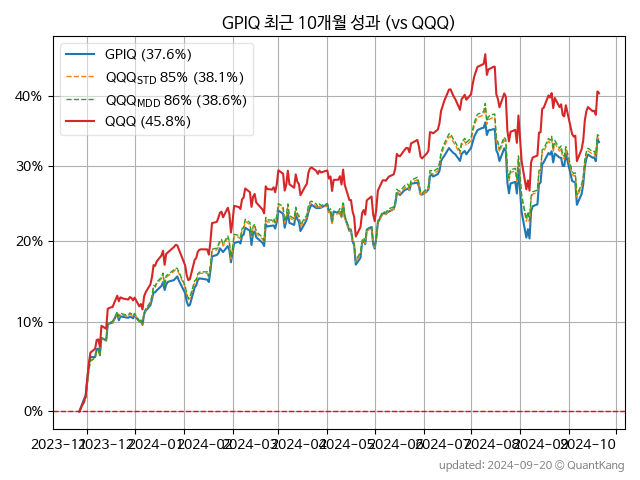 GPIQ 최근 10개월 성과 (vs QQQ)
GPIQ (37.6%)
QQQSTD 85% (38.1%)
QQQMDD 86% (38.6%)
QQQ (45.8%)
40%
30%
20%
10%
0%
2023-11 2023-12 2024-01 2024-02 2024-03 2024-04 2024-05 2024-06 2024-07 2024-08 2024-09 2024-10
updated: 2024-09-20 © QuantKang